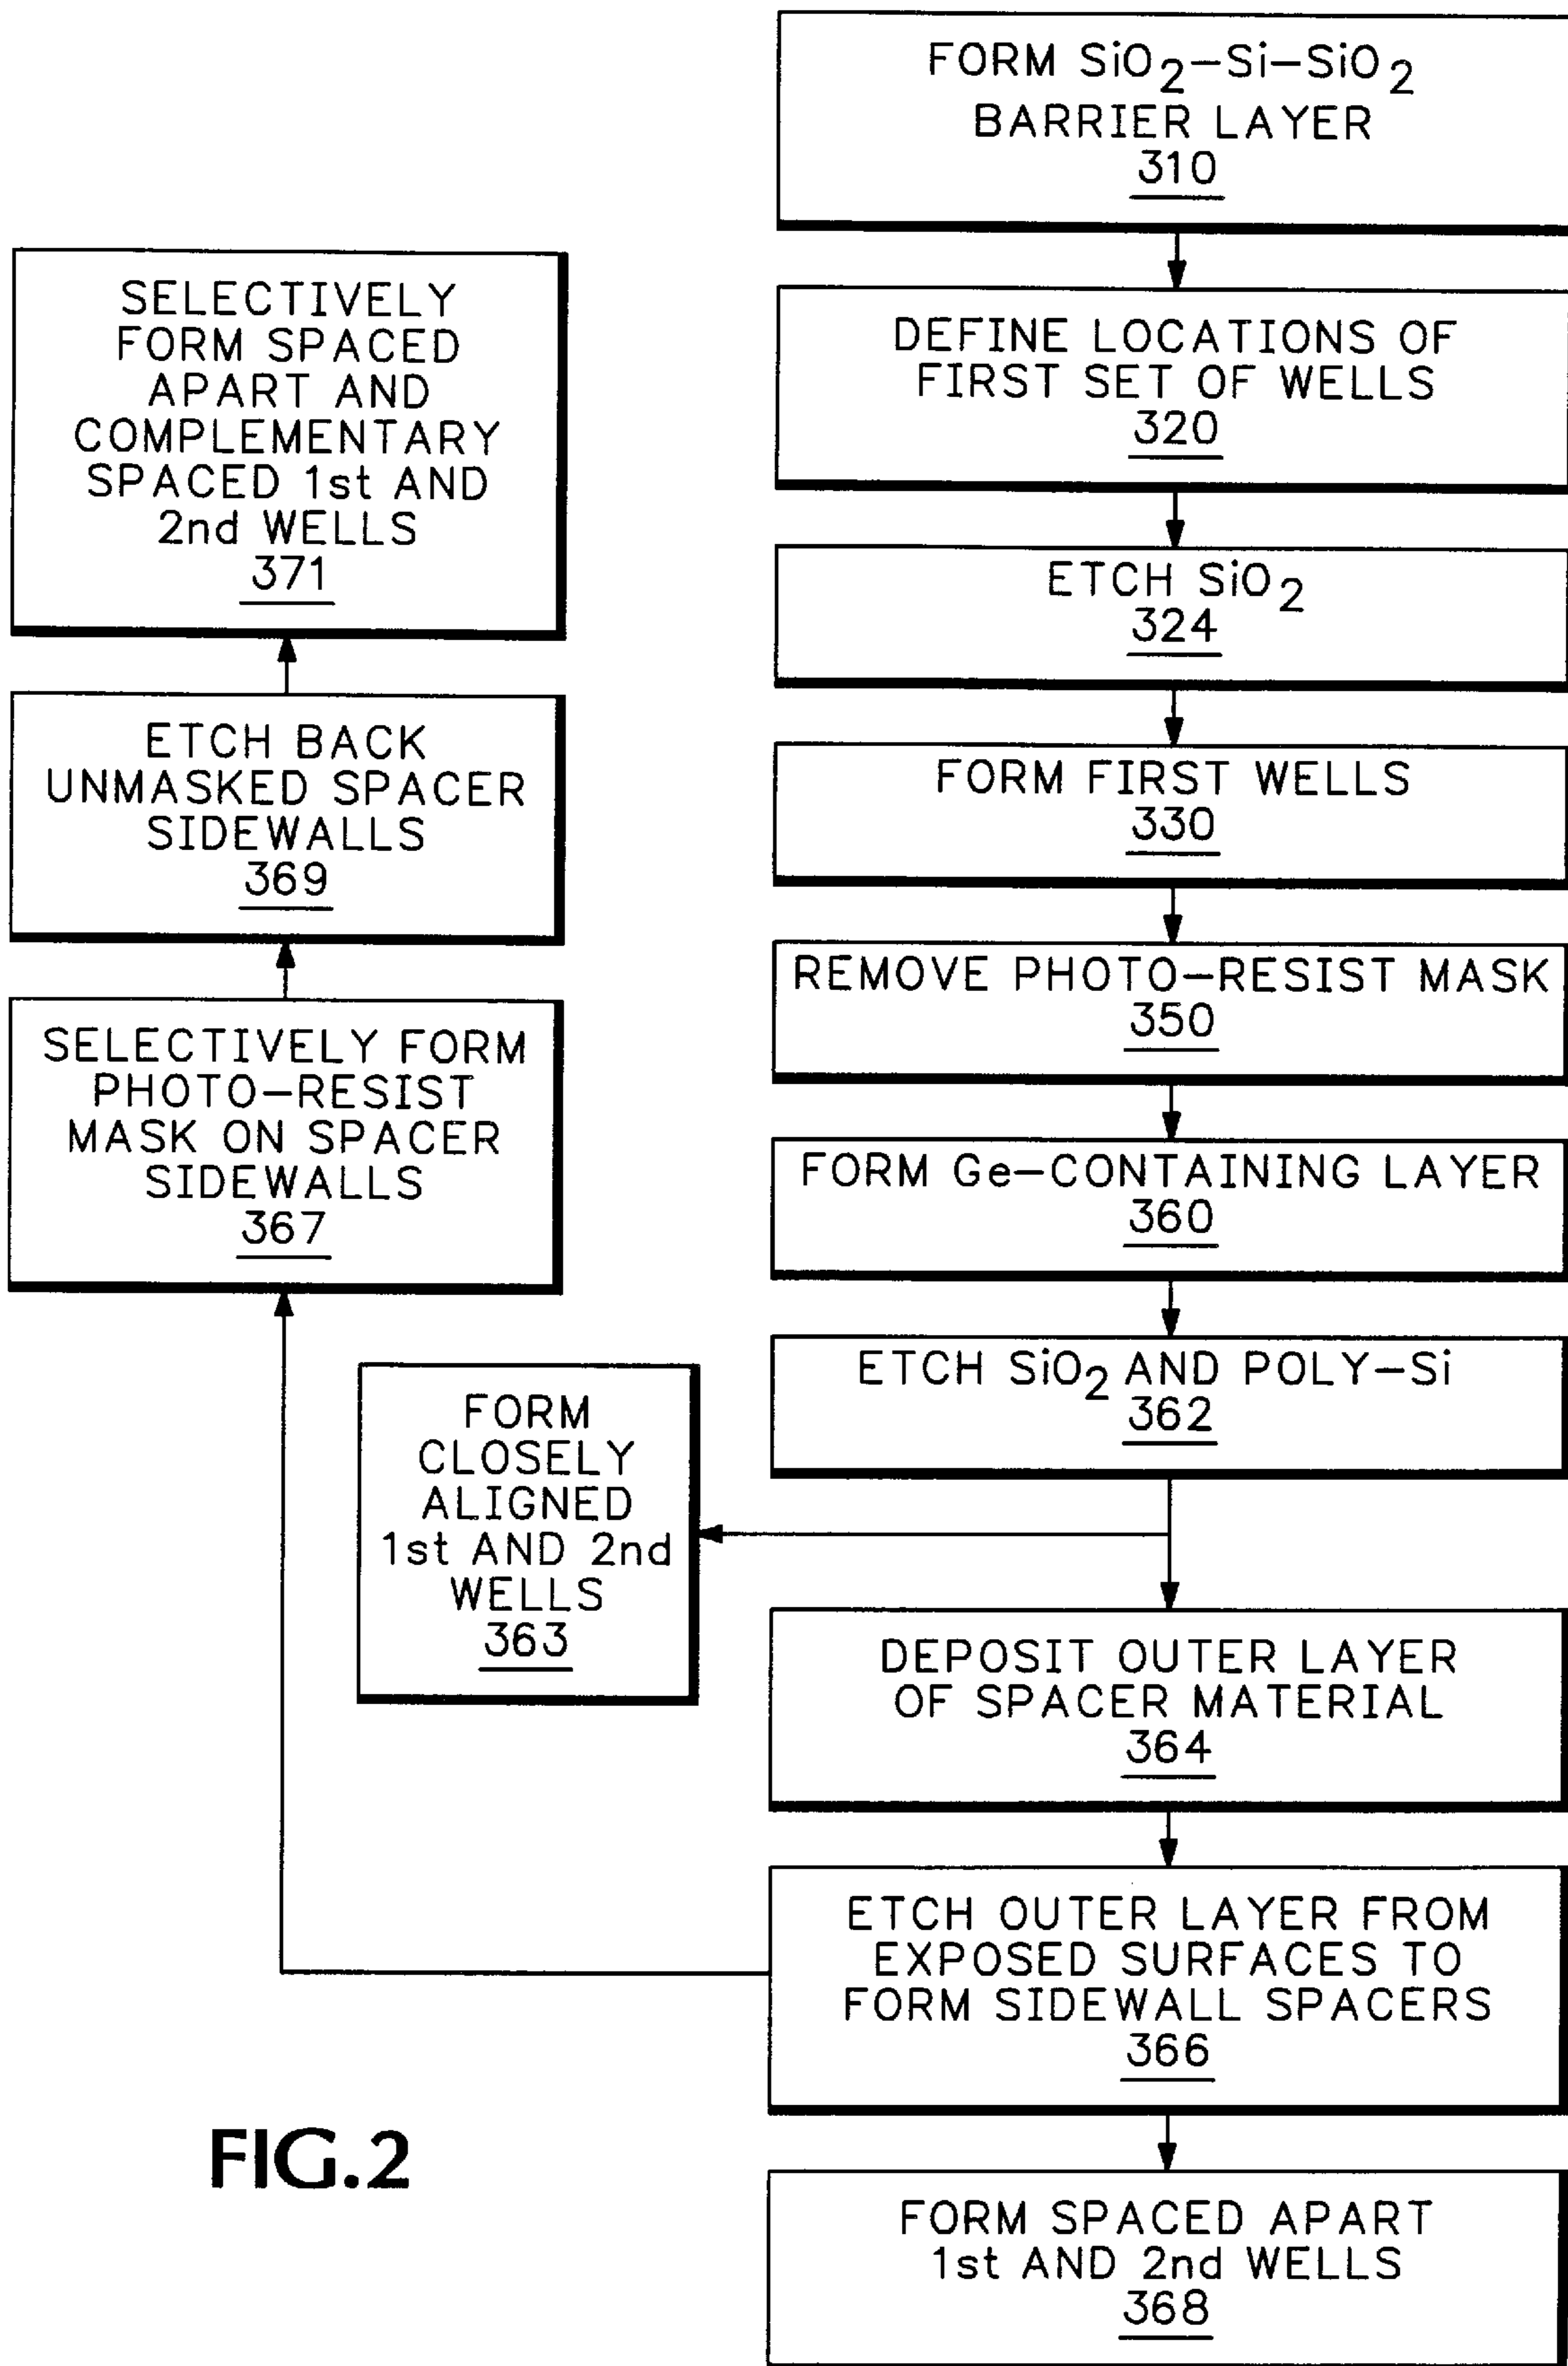 FORM SiO2-Si-SiO2
BARRIER LAYER
310
DEFINE LOCATIONS OF
FIRST SET OF WELLS
320
ETCH SiO2
324
FORM FIRST WELLS
330
REMOVE PHOTO-RESIST MASK
350
FORM Ge-CONTAINING LAYER
360
ETCH SiO2 AND POLY-Si
362
FORM
CLOSELY
ALIGNED
1st AND 2nd
WELLS
363
DEPOSIT OUTER LAYER
OF SPACER MATERIAL
364
ETCH OUTER LAYER FROM
EXPOSED SURFACES TO
FORM SIDEWALL SPACERS
366
FORM SPACED APART
1st AND 2nd WELLS
368
SELECTIVELY FORM
PHOTO-RESIST
MASK ON SPACER
SIDEWALLS
367
ETCH BACK
UNMASKED SPACER
SIDEWALLS
369
SELECTIVELY
FORM SPACED
APART AND
COMPLEMENTARY
SPACED 1st AND
2nd WELLS
371
FIG.2